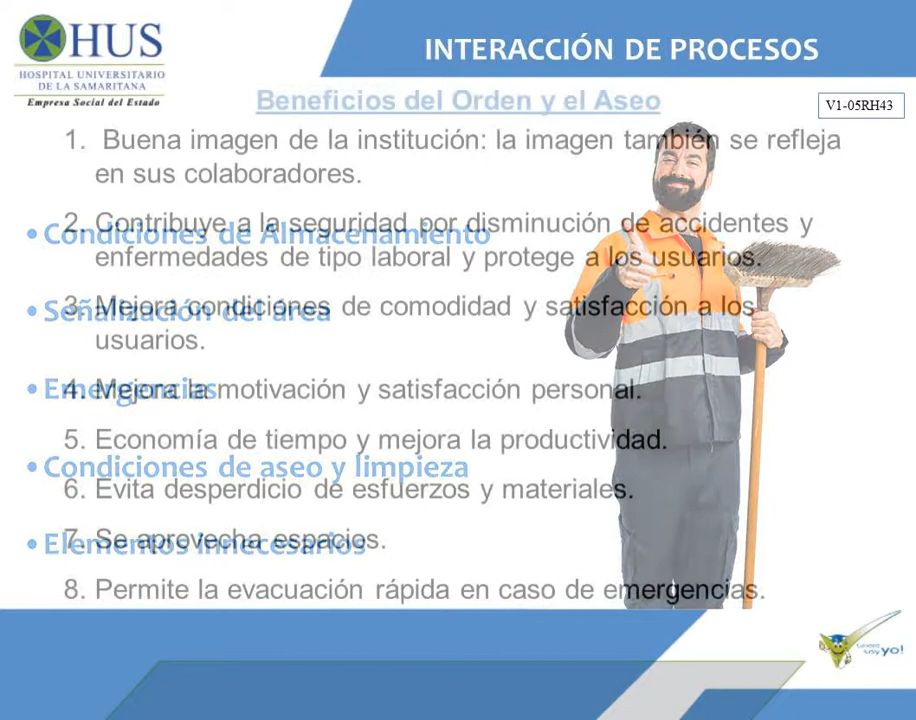 HUS
HOSPITAL UNIVERSITARIO
DE LA SAMARITANA
Empresa Social del Estado
INTERACCIÓN DE PROCESOS
V1-05RH43
Beneficios del Orden y el Aseo
1. Buena imagen de la institución: la imagen también se refleja
en sus colaboradores.
2. Contribuye a la seguridad por disminución de accidentes y
enfermedades de tipo laboral y protege a los usuarios.
3. Mejora condiciones de comodidad y satisfacción a los
usuarios.
4. Mejora la motivación y satisfacción personal.
5. Economía de tiempo y mejora la productividad.
6. Evita desperdicio de esfuerzos y materiales.
7. Se aprovecha espacios.
8. Permite la evacuación rápida en caso de emergencias.
• Condiciones de Almacenamiento
• Señalización del área
• Emergencias
• Condiciones de aseo y limpieza
• Elementos innecesarios
soy yo!